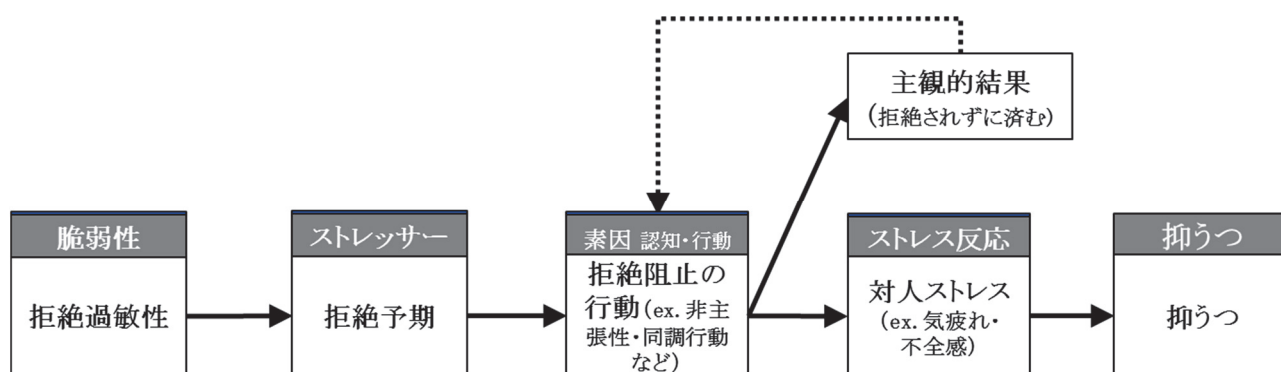 主観的結果
(拒絶されずに済む)
脆弱性
拒絶過敏性
ストレッサー
拒絶予期
素因 認知・行動
拒絶阻止の
行動(ex.非主
張性・同調行動
など)
ストレス反応
対人ストレス
(ex.気疲れ・
不全感)
抑うつ
抑うつ